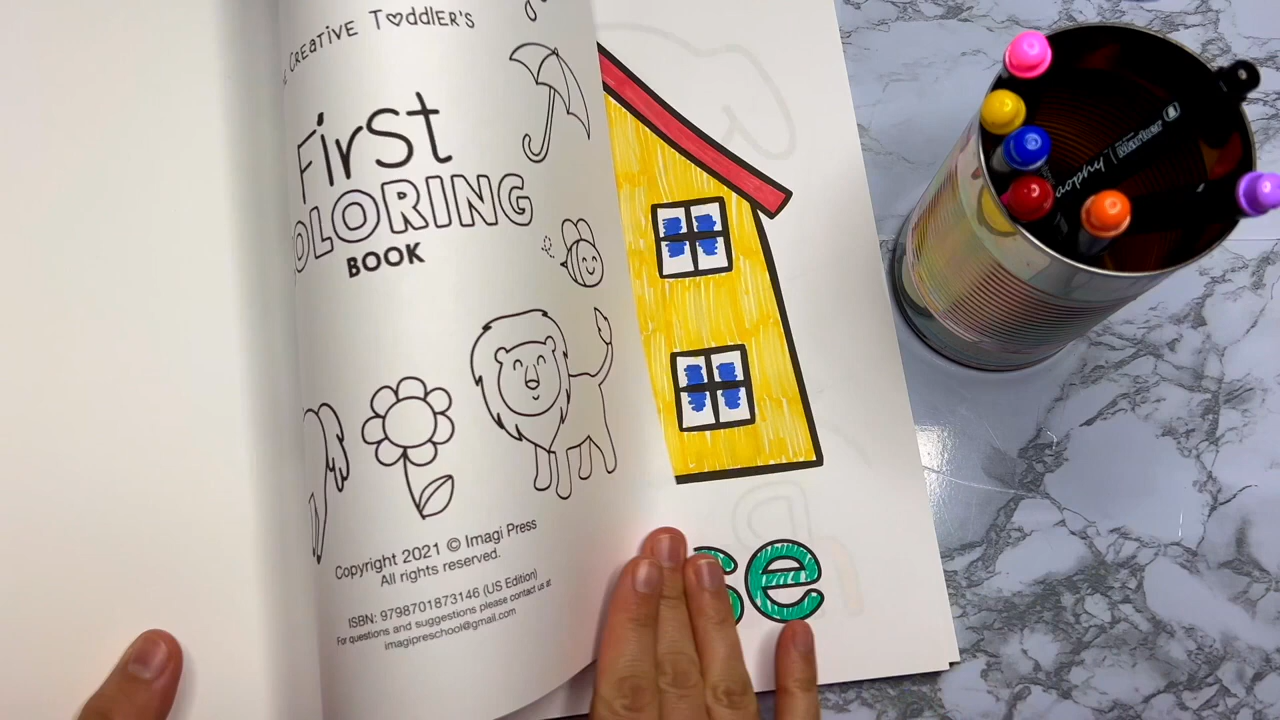 CREATIVE TODDLER'S
First
OLORING
BOOK
Copyright 2021 © Imagi Press
All rights reserved.
ISBN: 9798701873146 (US Edition)
For questions and suggestions please contact us at
imagipreschool@gmail.com
se
Marker